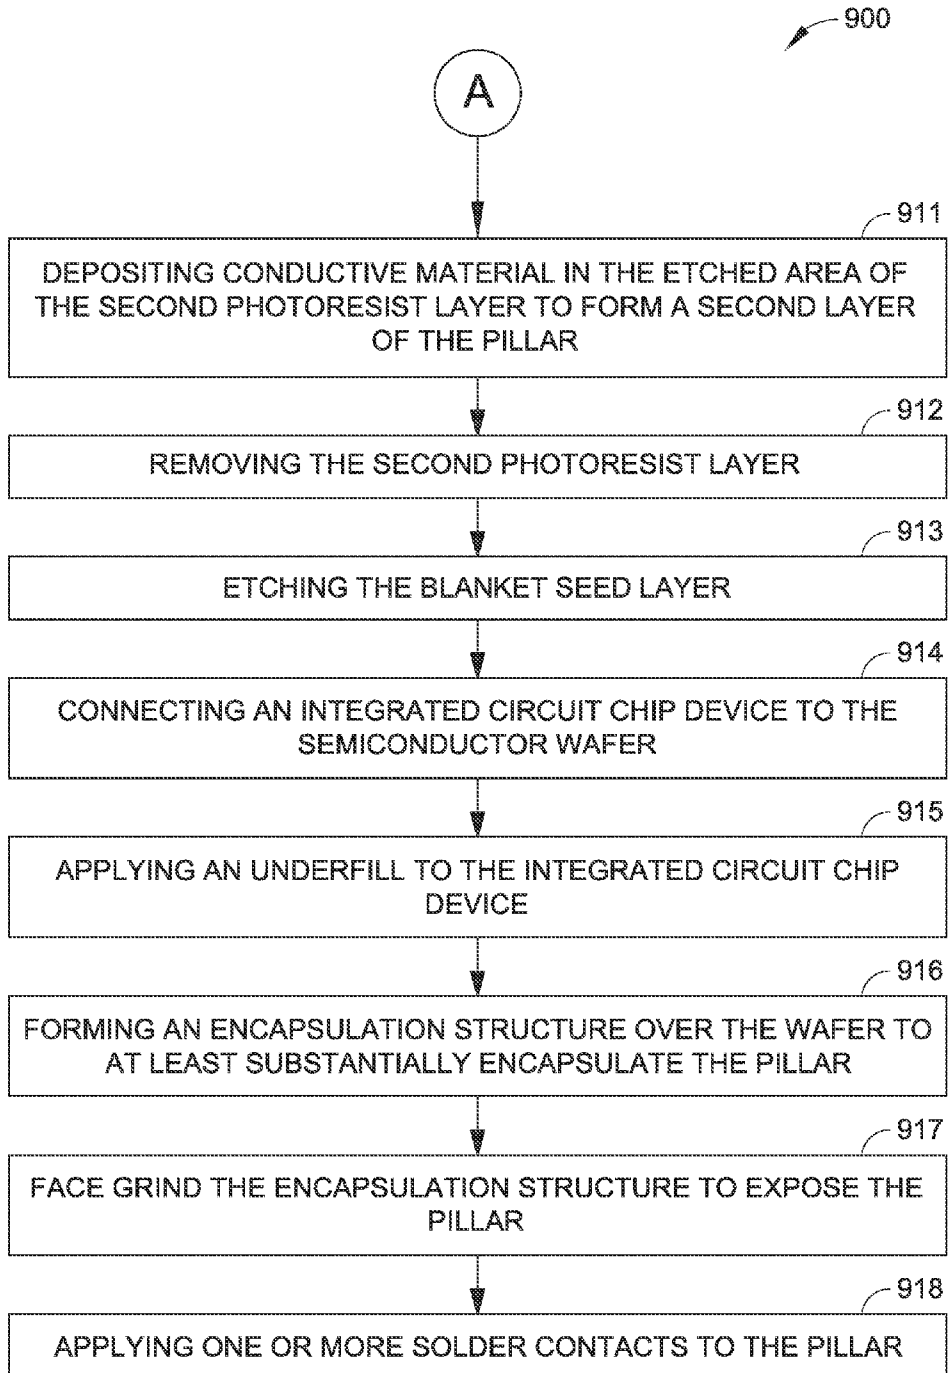 900
A
911
DEPOSITING CONDUCTIVE MATERIAL IN THE ETCHED AREA OF
THE SECOND PHOTORESIST LAYER TO FORM A SECOND LAYER
OF THE PILLAR
912
REMOVING THE SECOND PHOTORESIST LAYER
913
ETCHING THE BLANKET SEED LAYER
914
CONNECTING AN INTEGRATED CIRCUIT CHIP DEVICE TO THE
SEMICONDUCTOR WAFER
915
APPLYING AN UNDERFILL TO THE INTEGRATED CIRCUIT CHIP
DEVICE
916
FORMING AN ENCAPSULATION STRUCTURE OVER THE WAFER TO
AT LEAST SUBSTANTIALLY ENCAPSULATE THE PILLAR
917
FACE GRIND THE ENCAPSULATION STRUCTURE TO EXPOSE THE
PILLAR
918
APPLYING ONE OR MORE SOLDER CONTACTS TO THE PILLAR